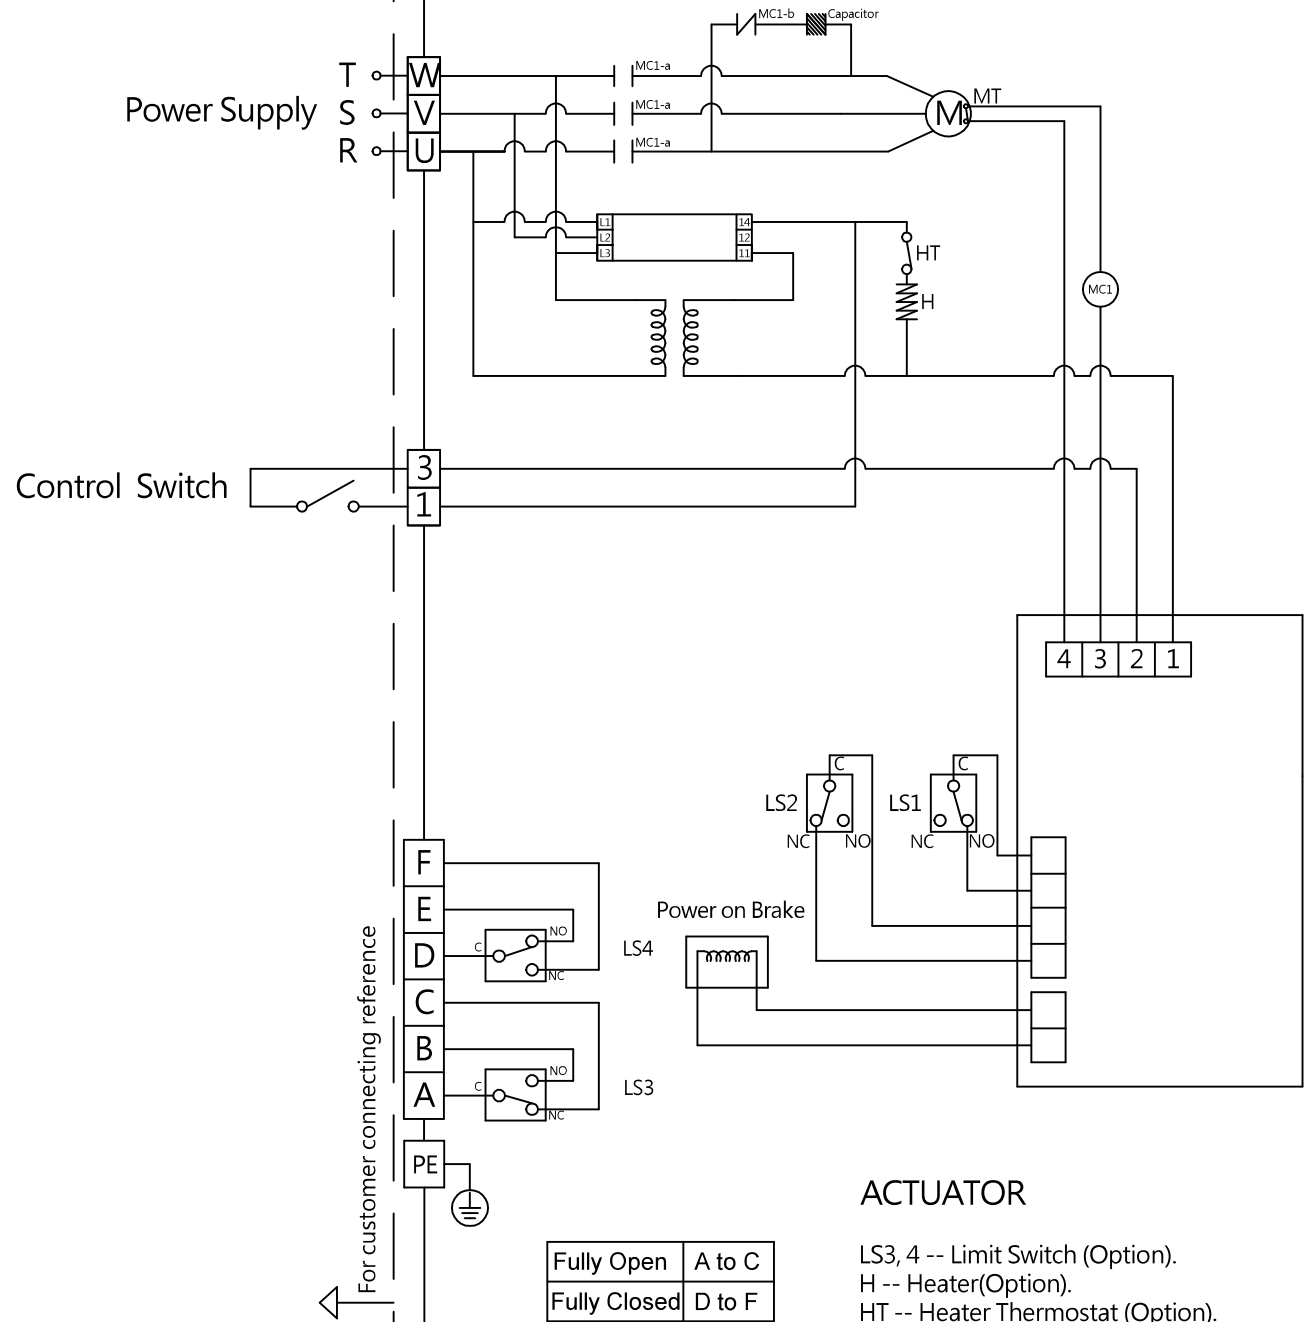 MC1-b Capacitor
T W MC1-a
Power Supply S V MC1-a M MT
R U MC1-a
L1 14
L2 12
L3 11
HT
H
MC1
3
Control Switch
1
4 3 2 1
C C
LS2 LS1
NC NO NC NO
F
E NO
Power on Brake
D C LS4
NC
C
B NO
A C LS3
NC
PE
For customer connecting reference
ACTUATOR
Fully Open A to C
Fully Closed D to F
LS3, 4 -- Limit Switch (Option).
H -- Heater(Option).
HT -- Heater Thermostat (Option).